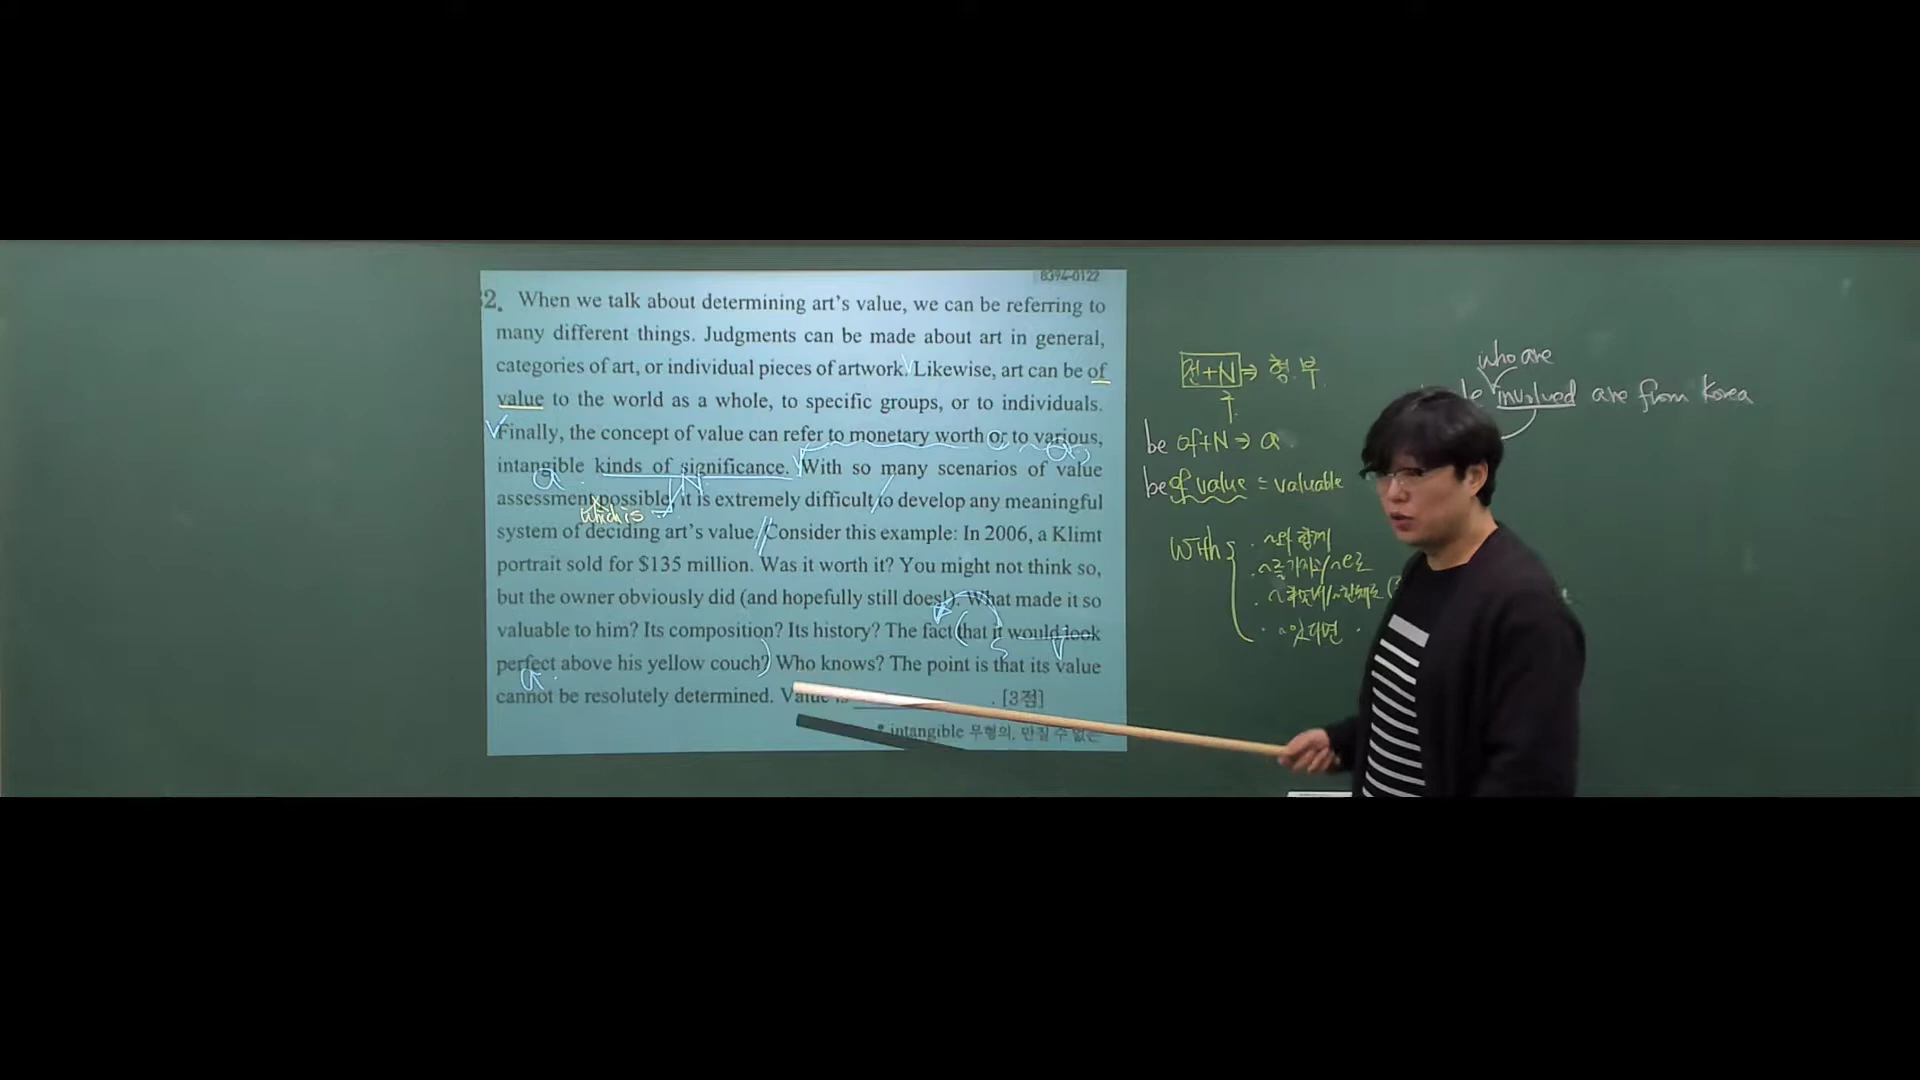 8394-0122
2. When we talk about determining art's value, we can be referring to
many different things. Judgments can be made about art in general,
categories of art, or individual pieces of artwork. Likewise, art can be of
value to the world as a whole, to specific groups, or to individuals.
Finally, the concept of value can refer to monetary worth or to various,
intangible kinds of significance. With so many scenarios of value
assessment possible, it is extremely difficult to develop any meaningful
which is
system of deciding art's value. Consider this example: In 2006, a Klimt
portrait sold for $135 million. Was it worth it? You might not think so,
but the owner obviously did (and hopefully still does!). What made it so
valuable to him? Its composition? Its history? The fact that it would look
perfect above his yellow couch? Who knows? The point is that its value
cannot be resolutely determined. Value is . [3점]
* intangible 무형의, 만질 수 없는
전+N ⇒ 형.부.
be of+N ⇒ a.
be of value = valuable
With
~와 함께
~있다면
who are
involved are from Korea